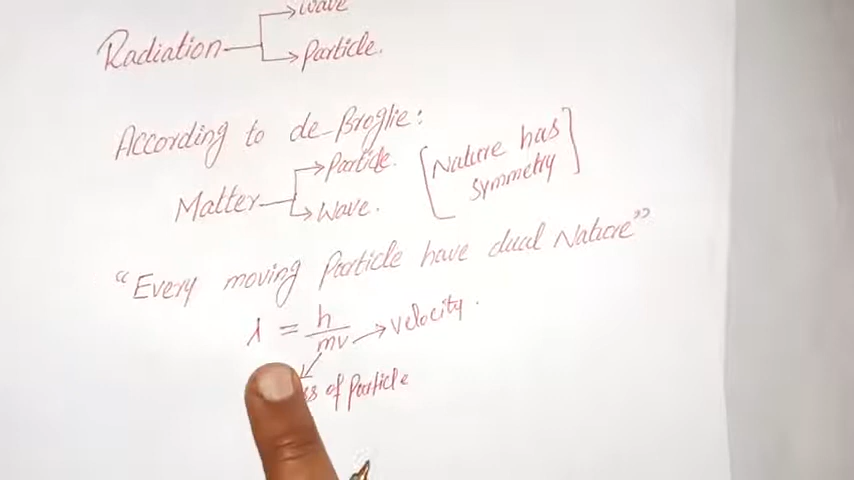 wave
Radiation
Particle.
According to de-Broglie:
Matter
Particle.
Wave.
[Nature has
symmetry]
"Every moving Particle have dual Nature"
λ = h
mv
velocity.
of Particle